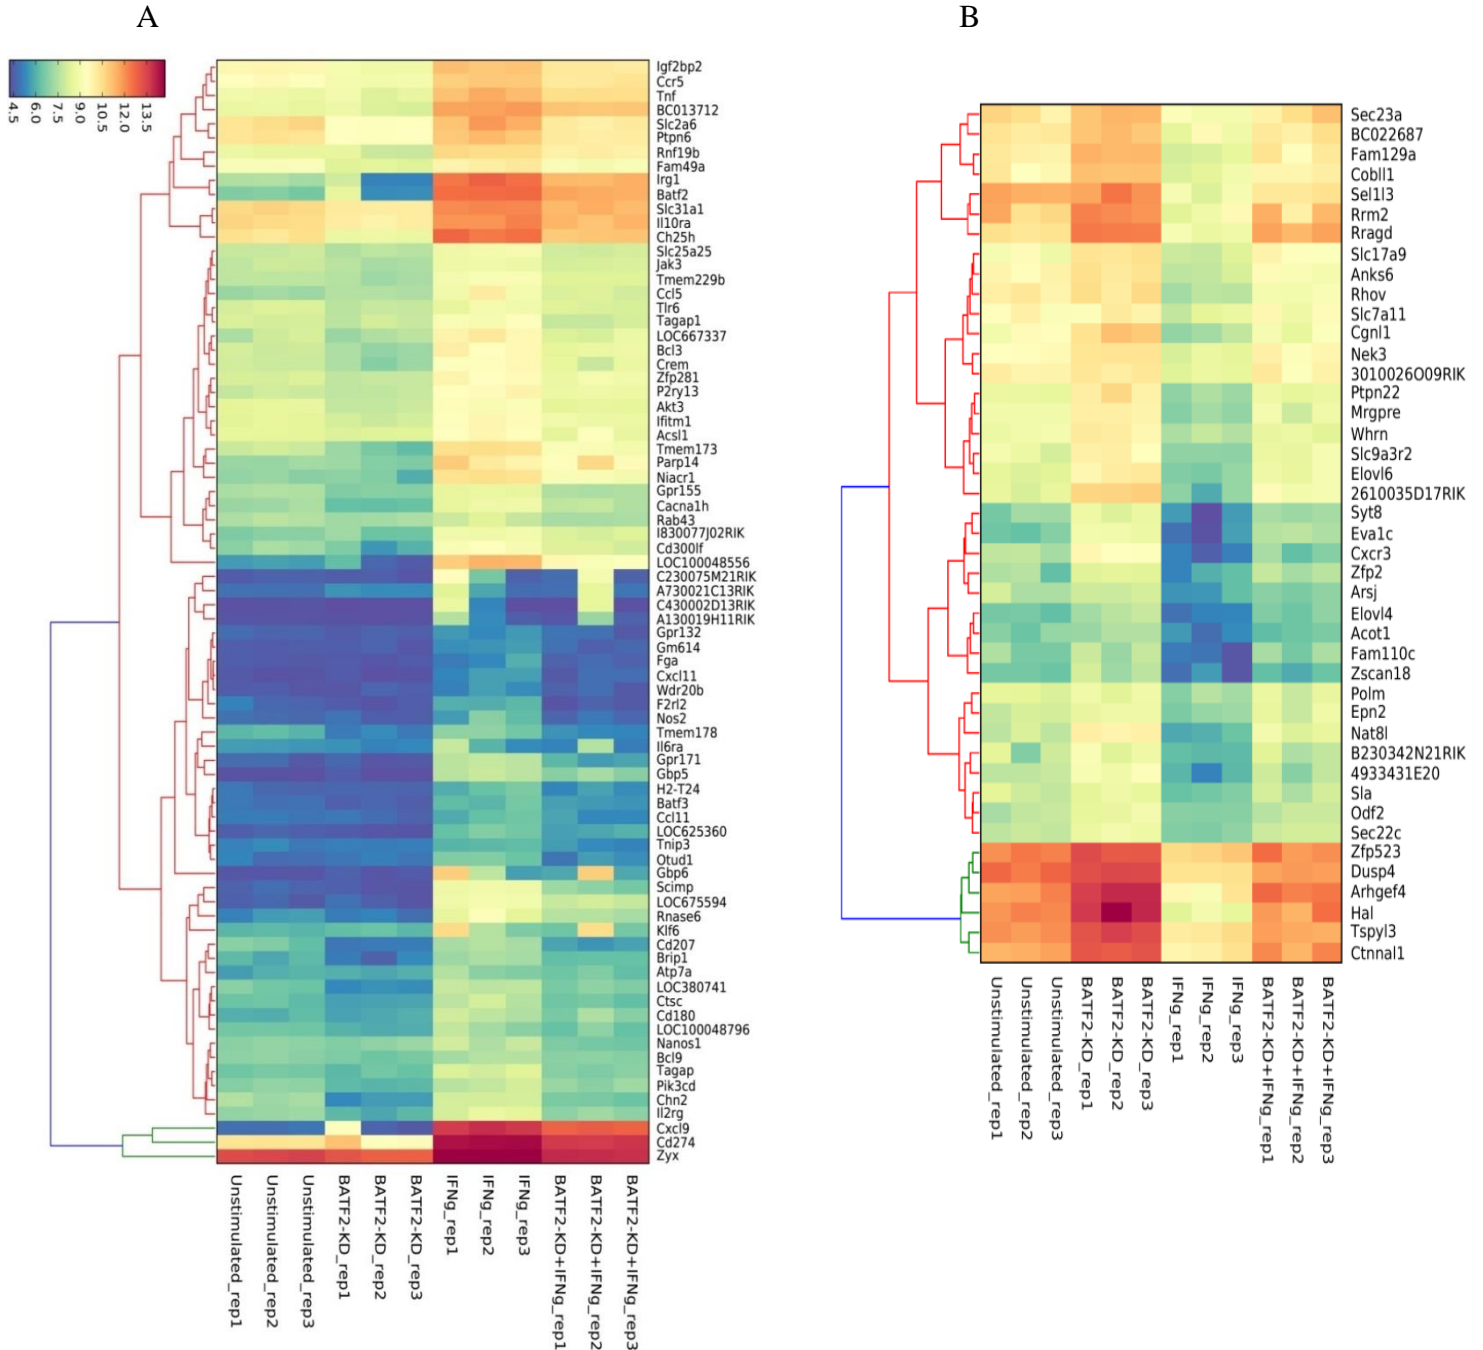 A
B
4.5
6.0
7.5
9.0
10.5
12.0
13.5
Igf2bp2
Ccr5
Tnf
BC013712
Slc2a6
Ptpn6
Rnf19b
Fam49a
Irg1
Batf2
Slc31a1
Il10ra
Ch25h
Slc25a25
Jak3
Tmem229b
Ccl5
Tlr6
Tagap1
LOC667337
Bcl3
Crem
Zfp281
P2ry13
Akt3
Ifitm1
Acsl1
Tmem173
Parp14
Niacr1
Gpr155
Cacna1h
Rab43
I830077J02RIK
Cd300lf
LOC100048556
C230075M21RIK
A730021C13RIK
C430002D13RIK
A130019H11RIK
Gpr132
Gm614
Fga
Cxcl11
Wdr20b
F2rl2
Nos2
Tmem178
Il6ra
Gpr171
Gbp5
H2-T24
Batf3
Ccl11
LOC625360
Tnip3
Otud1
Gbp6
Scimp
LOC675594
Rnase6
Klf6
Cd207
Brip1
Atp7a
LOC380741
Ctsc
Cd180
LOC100048796
Nanos1
Bcl9
Tagap
Pik3cd
Chn2
Il2rg
Cxcl9
Cd274
Zyx
Unstimulated_rep1
Unstimulated_rep2
Unstimulated_rep3
BATF2-KD_rep1
BATF2-KD_rep2
BATF2-KD_rep3
IFNg_rep1
IFNg_rep2
IFNg_rep3
BATF2-KD+IFNg_rep1
BATF2-KD+IFNg_rep2
BATF2-KD+IFNg_rep3
Sec23a
BC022687
Fam129a
Cobll1
Sel1l3
Rrm2
Rragd
Slc17a9
Anks6
Rhov
Slc7a11
Cgnl1
Nek3
3010026O09RIK
Ptpn22
Mrgpre
Whrn
Slc9a3r2
Elovl6
2610035D17RIK
Syt8
Eva1c
Cxcr3
Zfp2
Arsj
Elovl4
Acot1
Fam110c
Zscan18
Polm
Epn2
Nat8l
B230342N21RIK
4933431E20
Sla
Odf2
Sec22c
Zfp523
Dusp4
Arhgef4
Hal
Tspyl3
Ctnnal1
Unstimulated_rep1
Unstimulated_rep2
Unstimulated_rep3
BATF2-KD_rep1
BATF2-KD_rep2
BATF2-KD_rep3
IFNg_rep1
IFNg_rep2
IFNg_rep3
BATF2-KD+IFNg_rep1
BATF2-KD+IFNg_rep2
BATF2-KD+IFNg_rep3